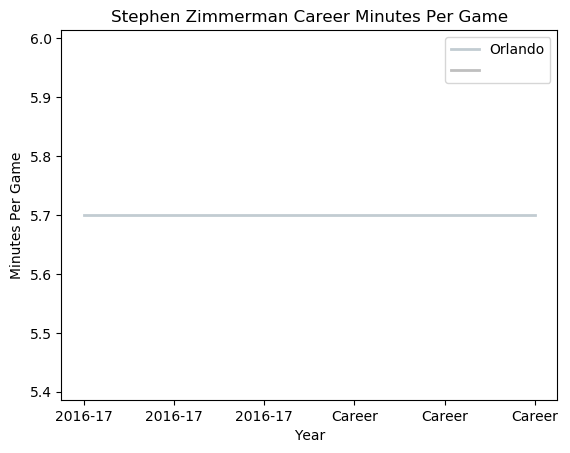 Stephen Zimmerman Career Minutes Per Game
6.0
Orlando
5.9
5.8
5.7
5.6
5.5
5.4
Minutes Per Game
2016-17 2016-17 2016-17 Career Career Career
Year